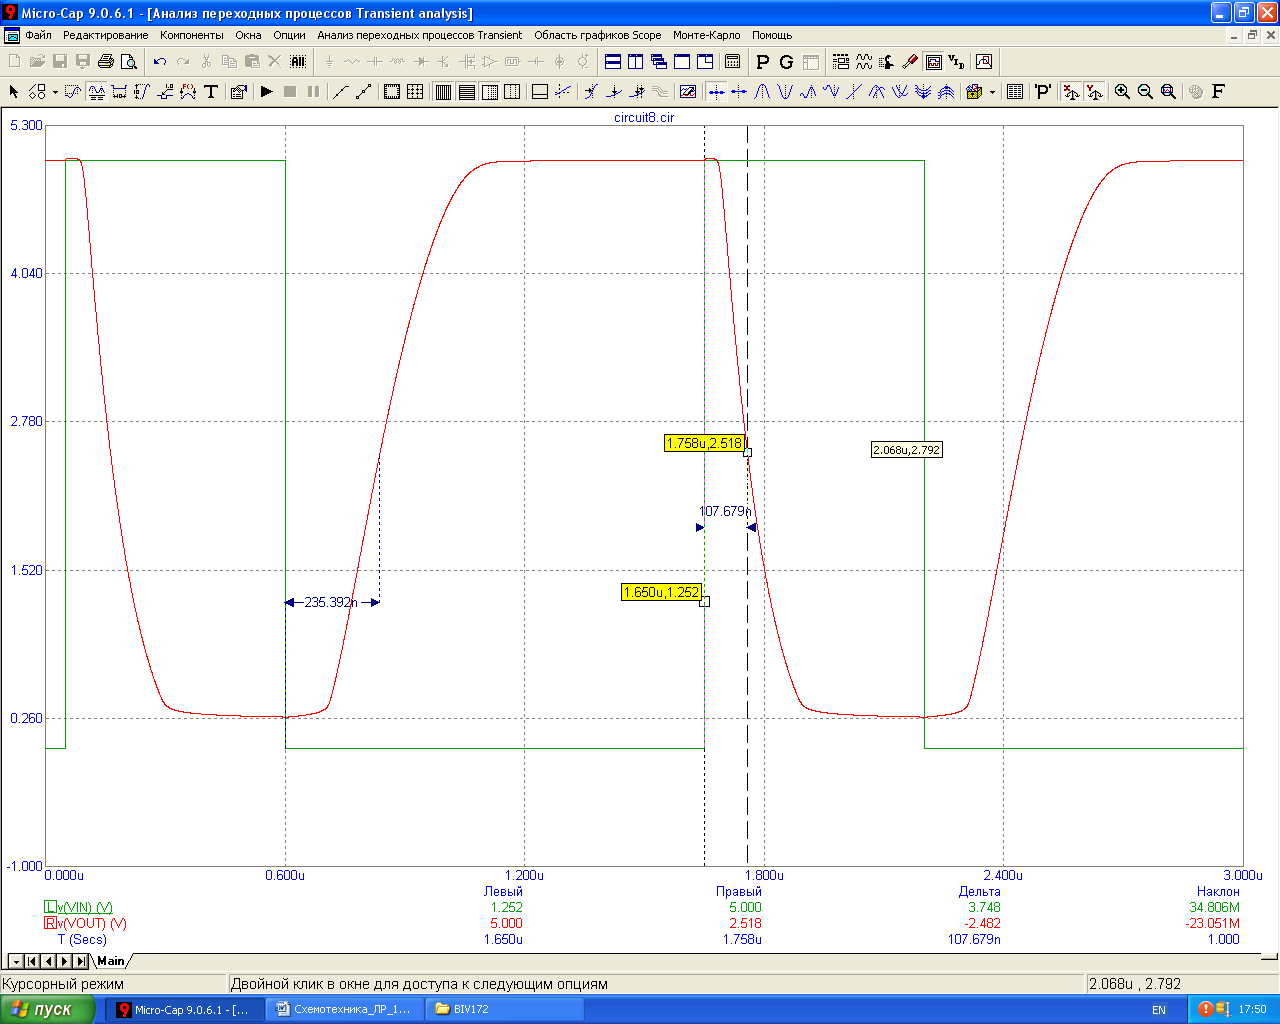 Micro-Cap 9.0.6.1 - [Анализ переходных процессов Transient analysis]
Файл Редактирование Компоненты Окна Опции Анализ переходных процессов Transient Область графиков Scope Монте-Карло Помощь
circuit8.cir
5.300
4.040
2.780
1.758u,2.518
2.068u,2.792
107.679n
1.520
1.650u,1.252
235.392n
0.260
-1.000
0.000u 0.600u 1.200u 1.800u 2.400u 3.000u
Левый Правый Дельта Наклон
L v(VIN) (V) 1.252 5.000 3.748 34.806M
R v(VOUT) (V) 5.000 2.518 -2.482 -23.051M
T (Secs) 1.650u 1.758u 107.679n 1.000
Main
Курсорный режим Двойной клик в окне для доступа к следующим опциям 2.068u , 2.792
пуск Micro-Cap 9.0.6.1 - [... Схемотехника_ЛР_1... BIV172 EN 17:50